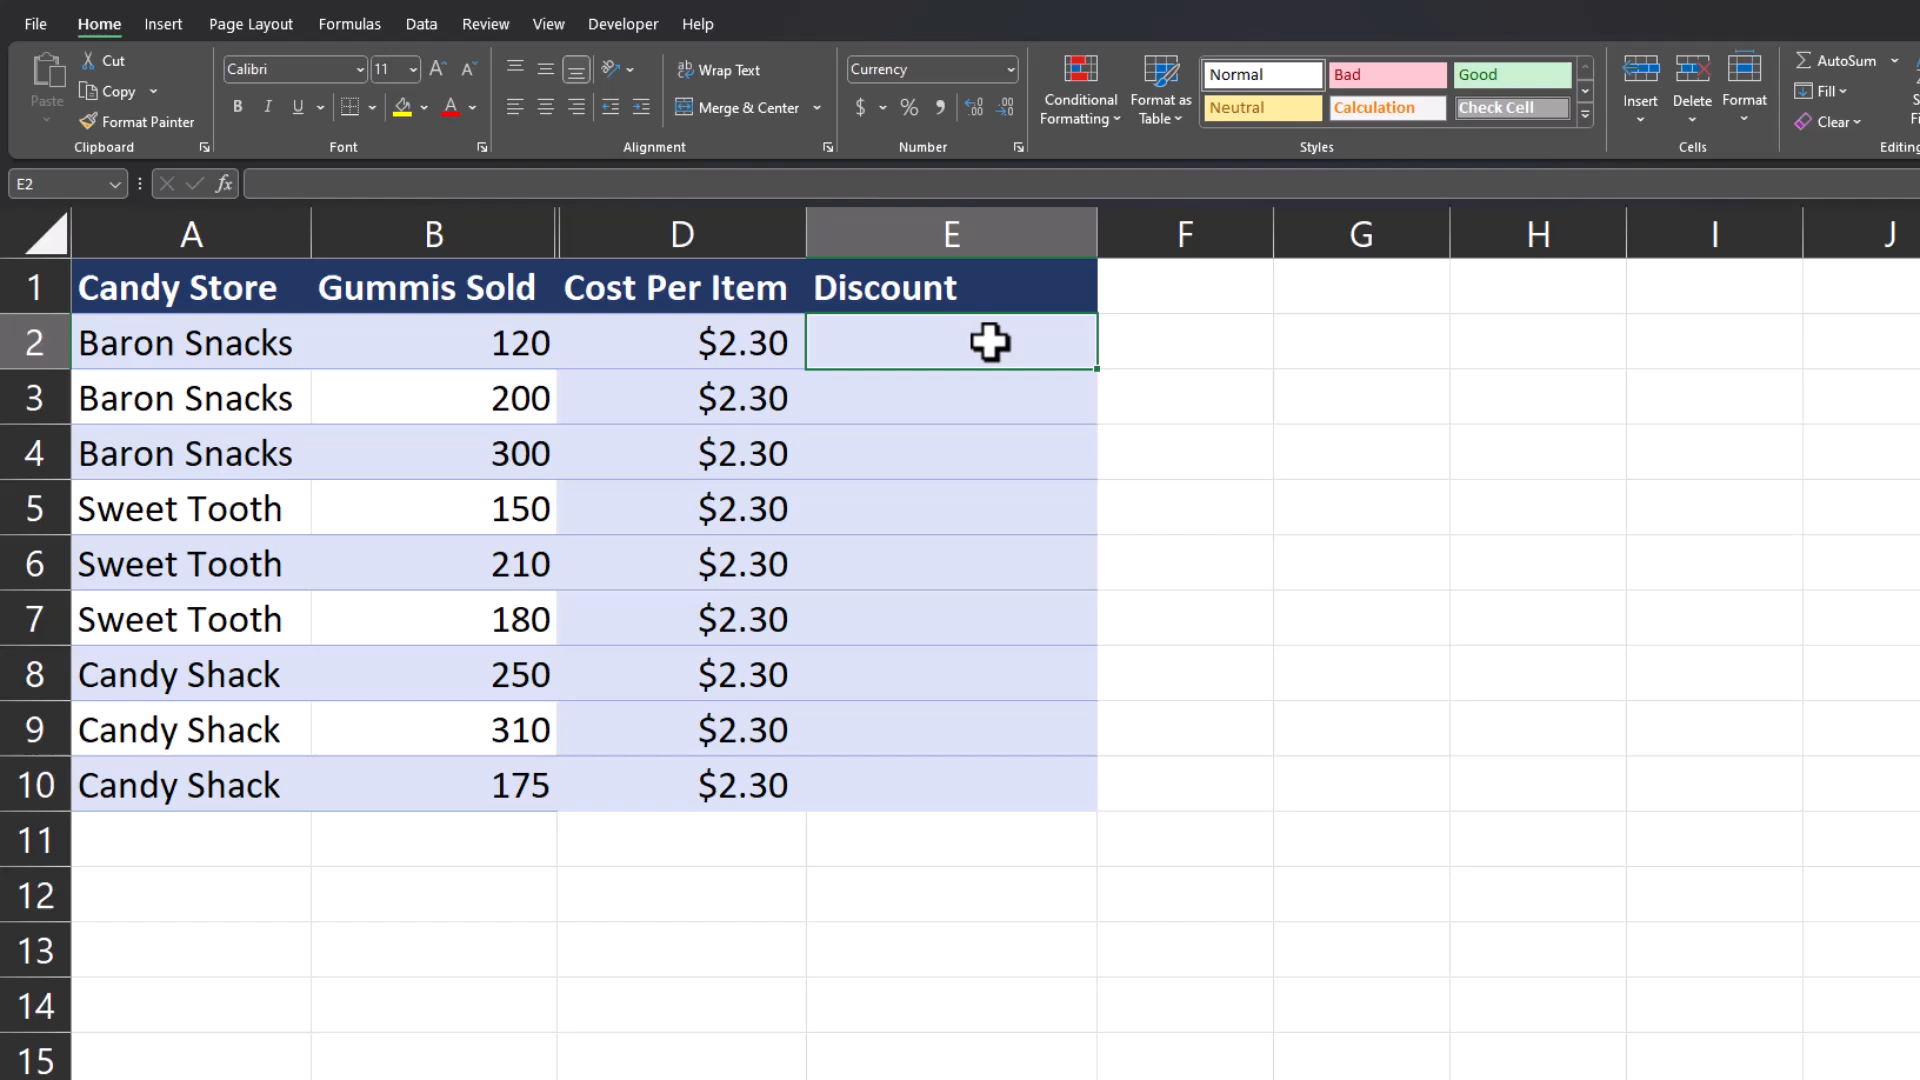 File Home Insert Page Layout Formulas Data Review View Developer Help
Paste Cut Copy Format Painter Clipboard
Calibri 11 A A B I U A Font
ab Wrap Text Merge & Center Alignment
Currency $ % Number
Conditional Formatting Format as Table
Normal Bad Good
Neutral Calculation Check Cell
Styles
Insert Delete Format Cells
AutoSum
Fill
Clear
Editing
E2 fx
A B D E F G H I J
1 Candy Store Gummis Sold Cost Per Item Discount
2 Baron Snacks 120 $2.30
3 Baron Snacks 200 $2.30
4 Baron Snacks 300 $2.30
5 Sweet Tooth 150 $2.30
6 Sweet Tooth 210 $2.30
7 Sweet Tooth 180 $2.30
8 Candy Shack 250 $2.30
9 Candy Shack 310 $2.30
10 Candy Shack 175 $2.30
11
12
13
14
15